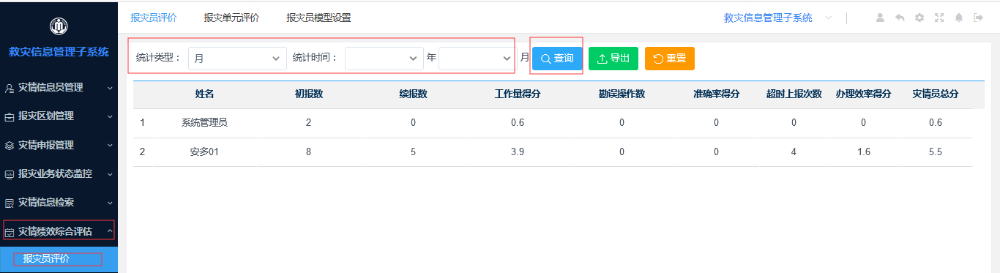 报灾员评价 报灾单元评价 报灾员模型设置 救灾信息管理子系统
救灾信息管理子系统
灾情信息员管理
报灾区划管理
灾情申报管理
报灾业务状态监控
灾情信息检索
灾情绩效综合评估
报灾员评价
统计类型： 月 统计时间： 年 月 查询 导出 重置
姓名 初报数 续报数 工作量得分 勘误操作数 准确率得分 超时上报次数 办理效率得分 灾情员总分
1 系统管理员 2 0 0.6 0 0 0 0 0.6
2 安多01 8 5 3.9 0 0 4 1.6 5.5